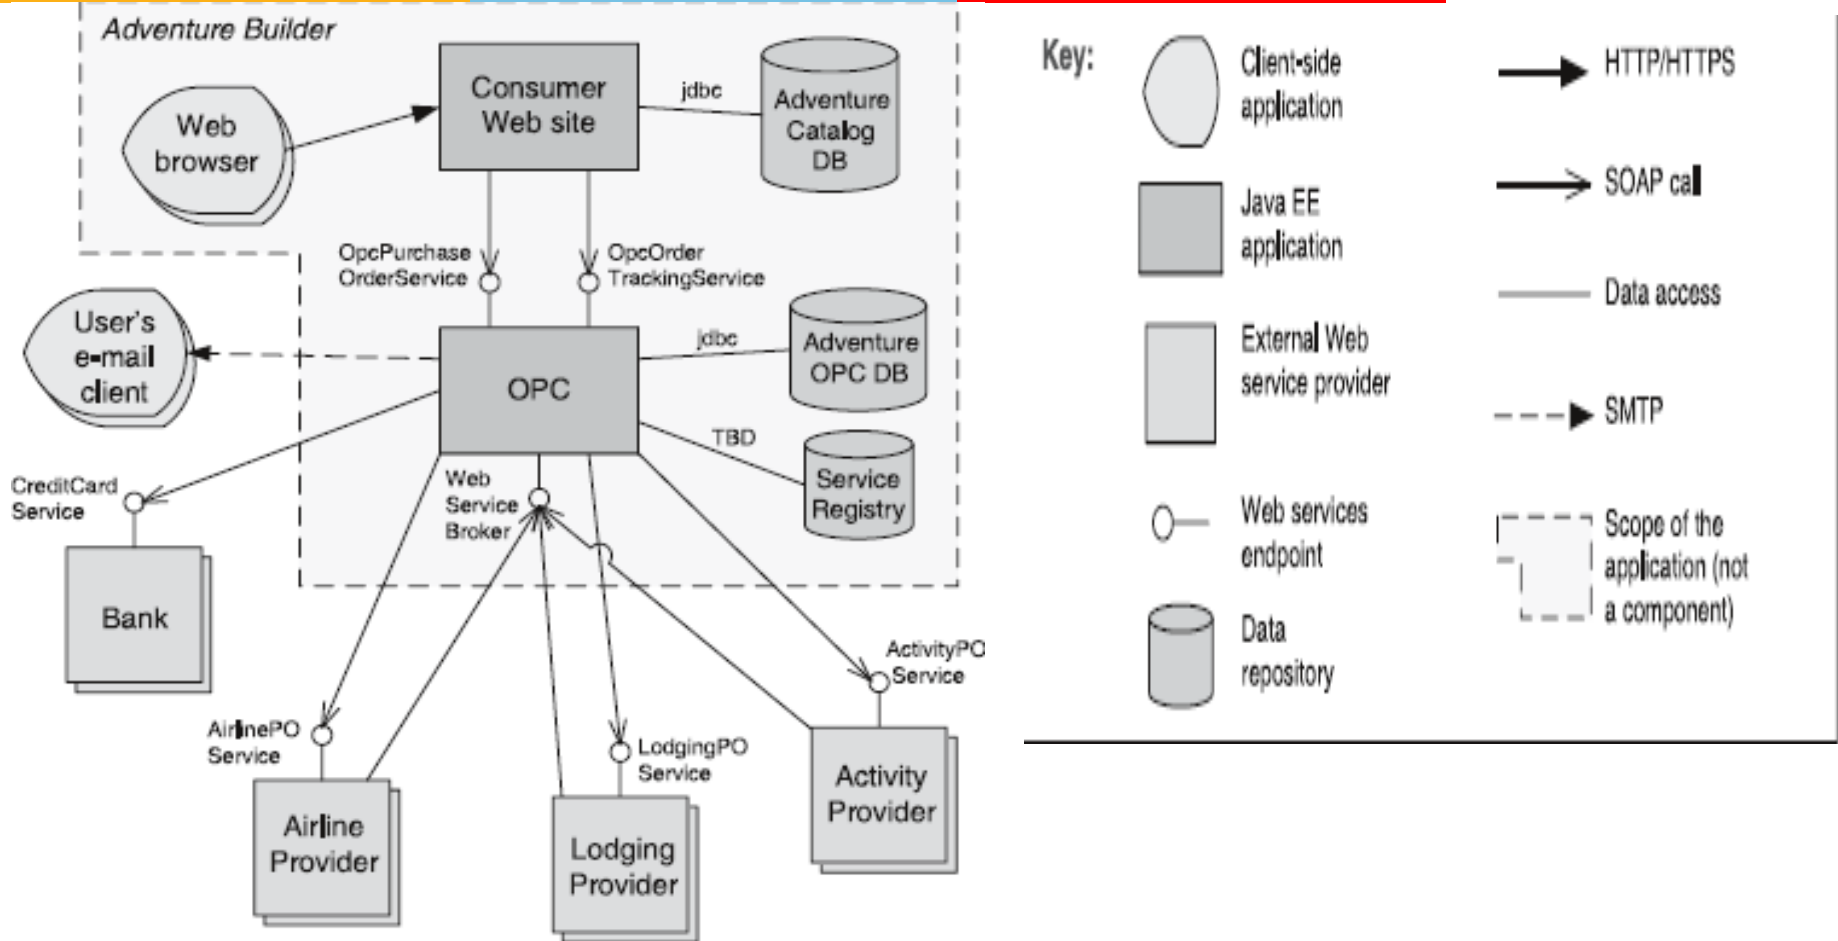 Adventure Builder
Consumer
Web site
jdbc
Adventure
Catalog
DB
Web
browser
OpcPurchase
OrderService
OpcOrder
TrackingService
User's
e-mail
client
OPC
jdbc
Adventure
OPC DB
TBD
Service
Registry
CreditCard
Service
Web
Service
Broker
Bank
AirlinePO
Service
LodgingPO
Service
ActivityPO
Service
Airline
Provider
Lodging
Provider
Activity
Provider
Key:
Client-side
application
Java EE
application
External Web
service provider
Web services
endpoint
Data
repository
HTTP/HTTPS
SOAP call
Data access
SMTP
Scope of the
application (not
a component)